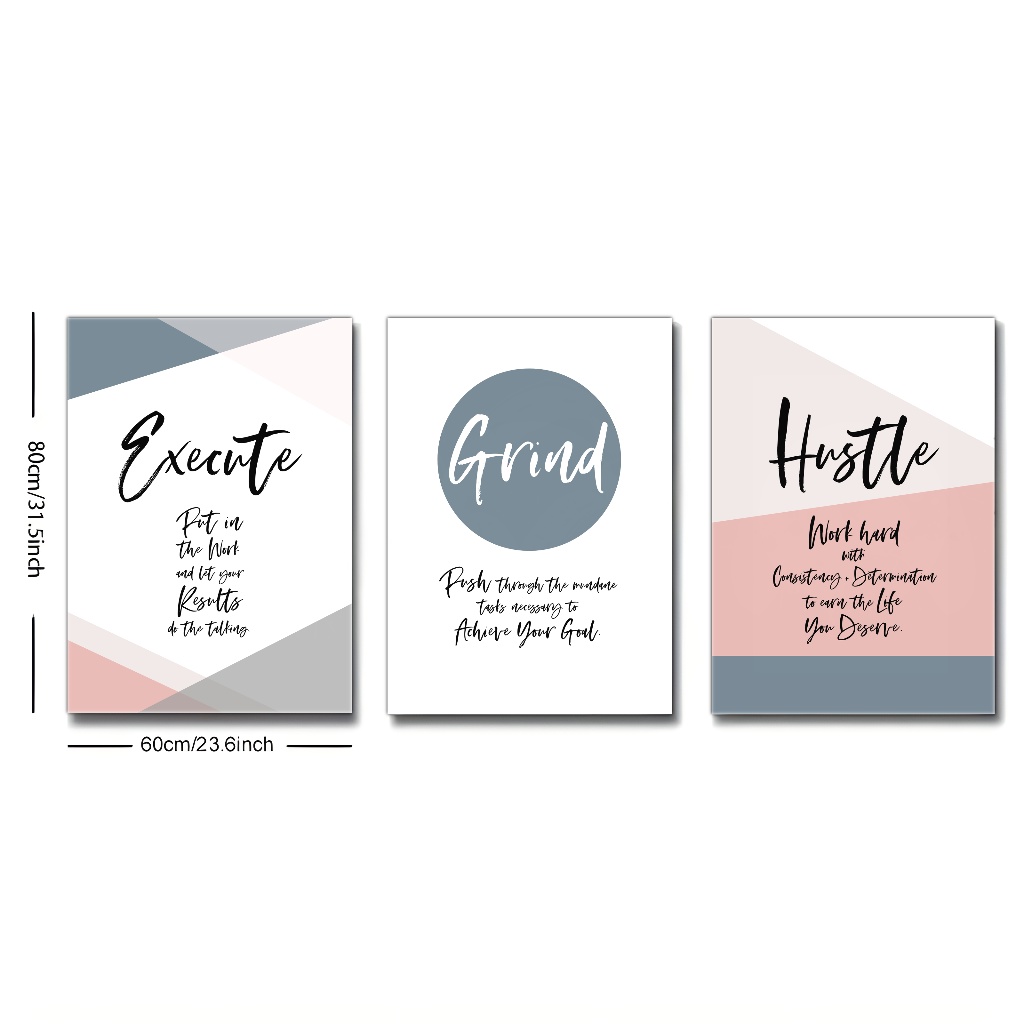 Execute
Put in
the Work
and let your
Results
do the talking.
Grind
Push through the mundane
tasks necessary to
Achieve Your Goal.
Hustle
Work hard
with
Consistency + Determination
to earn the Life
You Deserve.
80cm/31.5inch
60cm/23.6inch